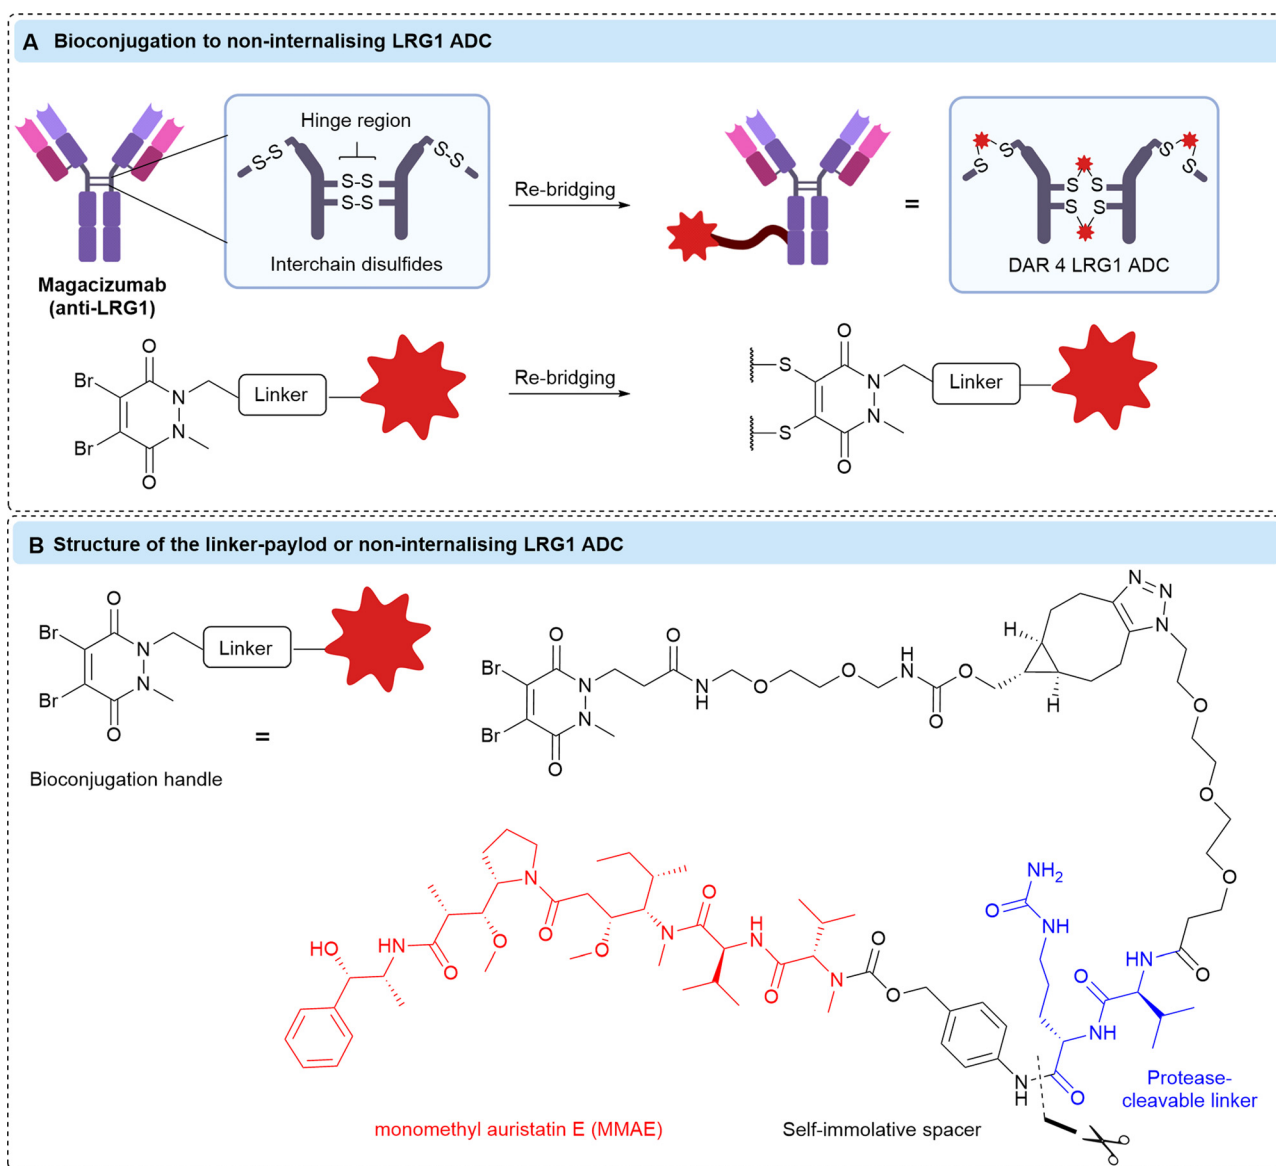 A Bioconjugation to non-internalising LRG1 ADC
Hinge region
S-S
S-S
S-S
S-S
Interchain disulfides
Magacizumab
(anti-LRG1)
Re-bridging
=
S
S
S
S
S
S
S
S
DAR 4 LRG1 ADC
O
Br
N
Linker
Br
N
O
Re-bridging
O
S
N
Linker
S
N
O
B Structure of the linker-paylod or non-internalising LRG1 ADC
O
Br
N
Linker
Br
N
O
Bioconjugation handle
=
O
Br
N
Br
N
O
O
N
H
O
O
H
N
O
O
H
H
N
N
N
O
O
O
O
HN
NH2
O
NH
O
NH
O
N
H
Protease-
cleavable linker
HO
HN
O
O
N
O
O
N
O
H
N
O
N
O
O
monomethyl auristatin E (MMAE)
Self-immolative spacer